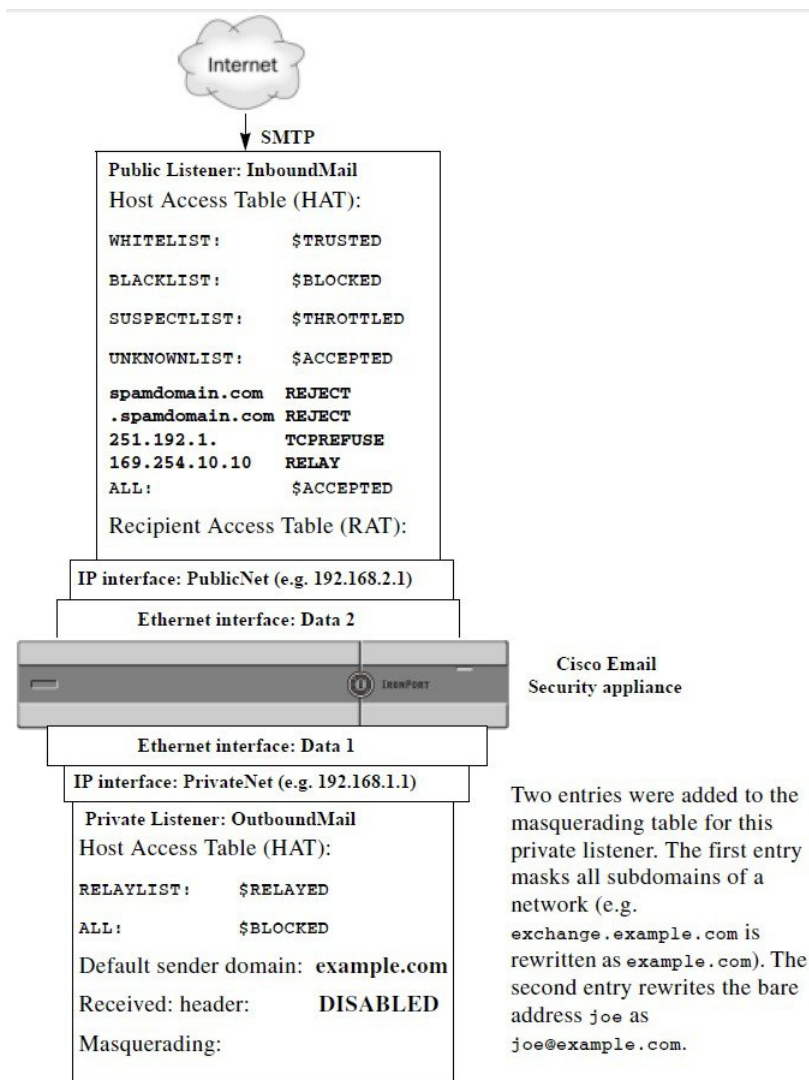 Internet
SMTP
Public Listener: InboundMail
Host Access Table (HAT):
WHITELIST: $TRUSTED
BLACKLIST: $BLOCKED
SUSPECTLIST: $THROTTLED
UNKNOWNLIST: $ACCEPTED
spamdomain.com REJECT
.spamdomain.com REJECT
251.192.1. TCPREFUSE
169.254.10.10 RELAY
ALL: $ACCEPTED
Recipient Access Table (RAT):
IP interface: PublicNet (e.g. 192.168.2.1)
Ethernet interface: Data 2
IRONPORT
Cisco Email
Security appliance
Ethernet interface: Data 1
IP interface: PrivateNet (e.g. 192.168.1.1)
Private Listener: OutboundMail
Host Access Table (HAT):
RELAYLIST: $RELAYED
ALL: $BLOCKED
Default sender domain: example.com
Received: header: DISABLED
Masquerading:
Two entries were added to the
masquerading table for this
private listener. The first entry
masks all subdomains of a
network (e.g.
exchange.example.com is
rewritten as example.com). The
second entry rewrites the bare
address joe as
joe@example.com.